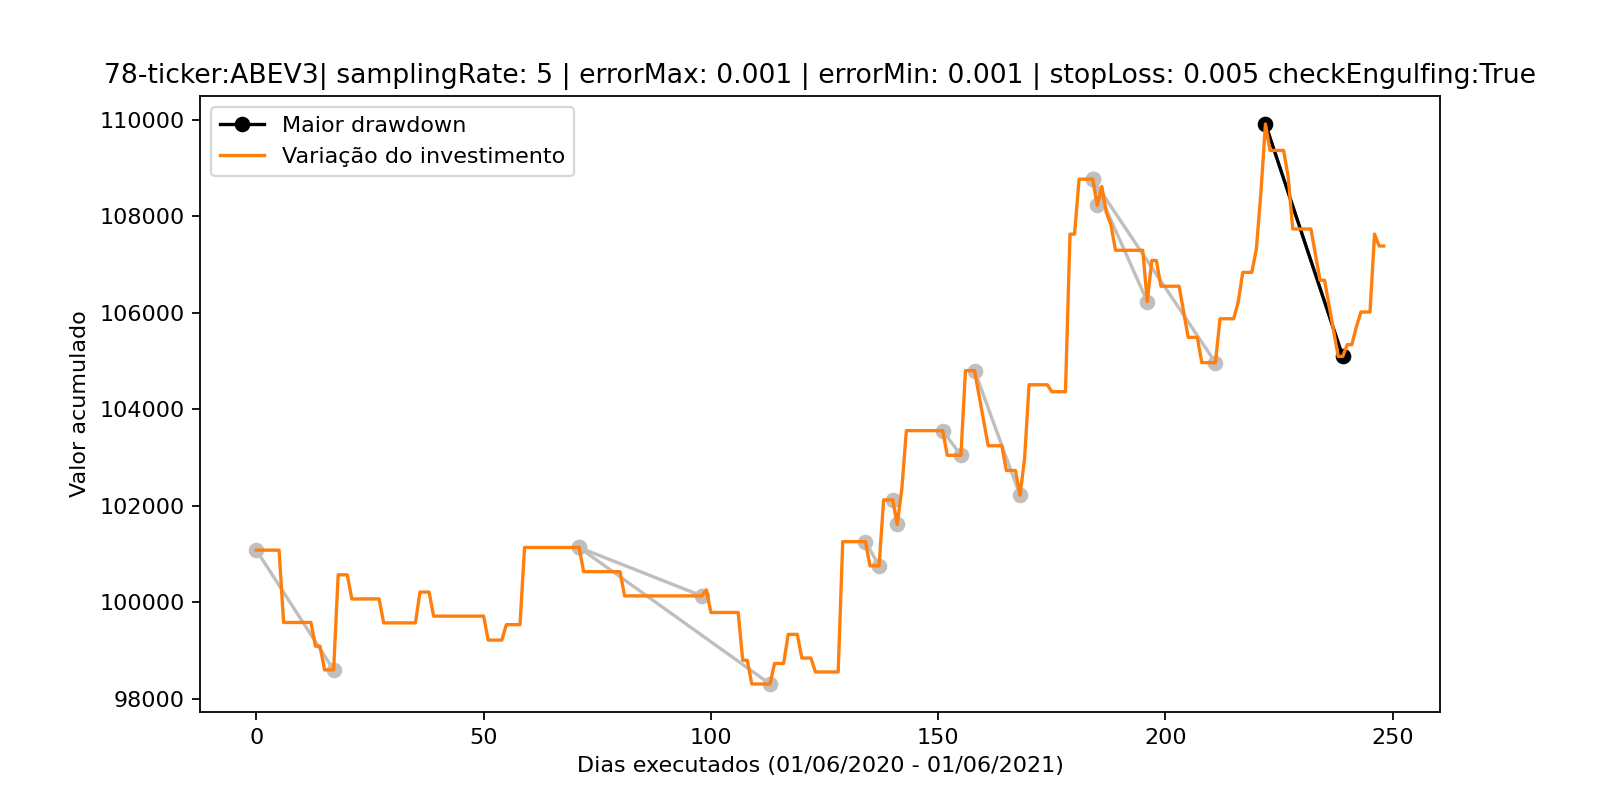 78-ticker:ABEV3| samplingRate: 5 | errorMax: 0.001 | errorMin: 0.001 | stopLoss: 0.005 checkEngulfing:True
Maior drawdown
Variação do investimento
110000
108000
106000
104000
102000
100000
98000
Valor acumulado
0 50 100 150 200 250
Dias executados (01/06/2020 - 01/06/2021)